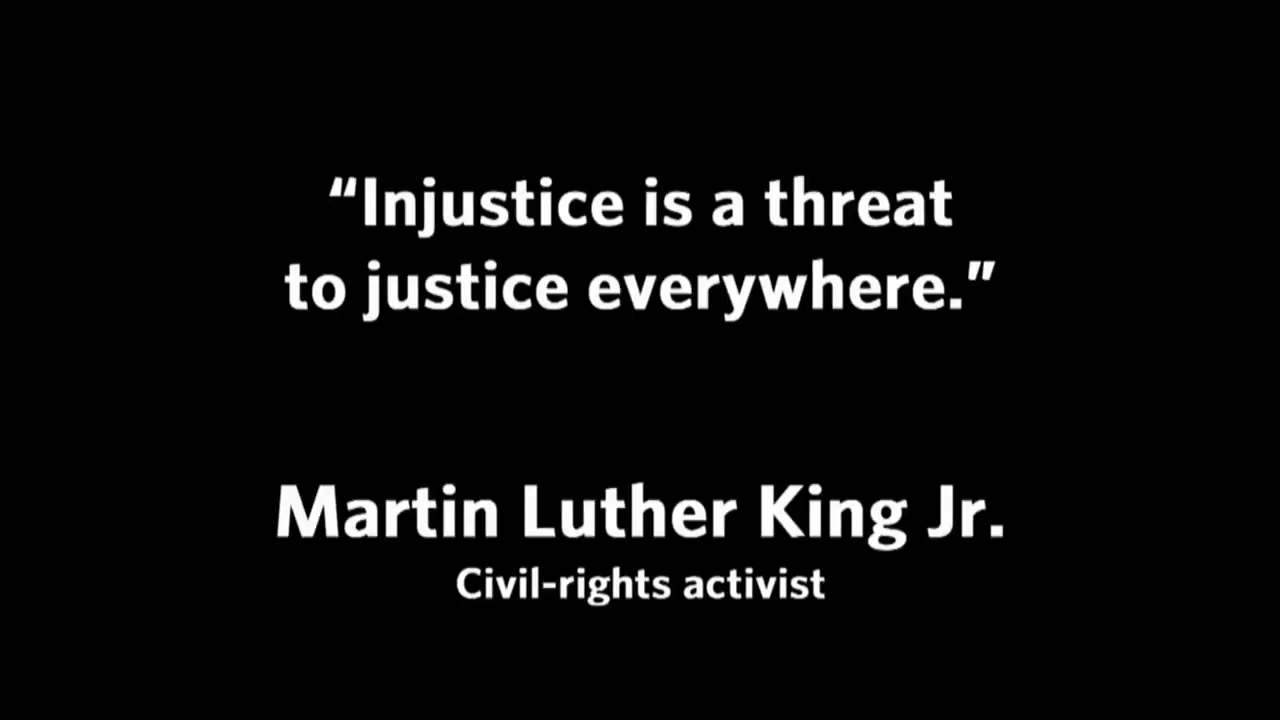 “Injustice is a threat
to justice everywhere.”
Martin Luther King Jr.
Civil-rights activist